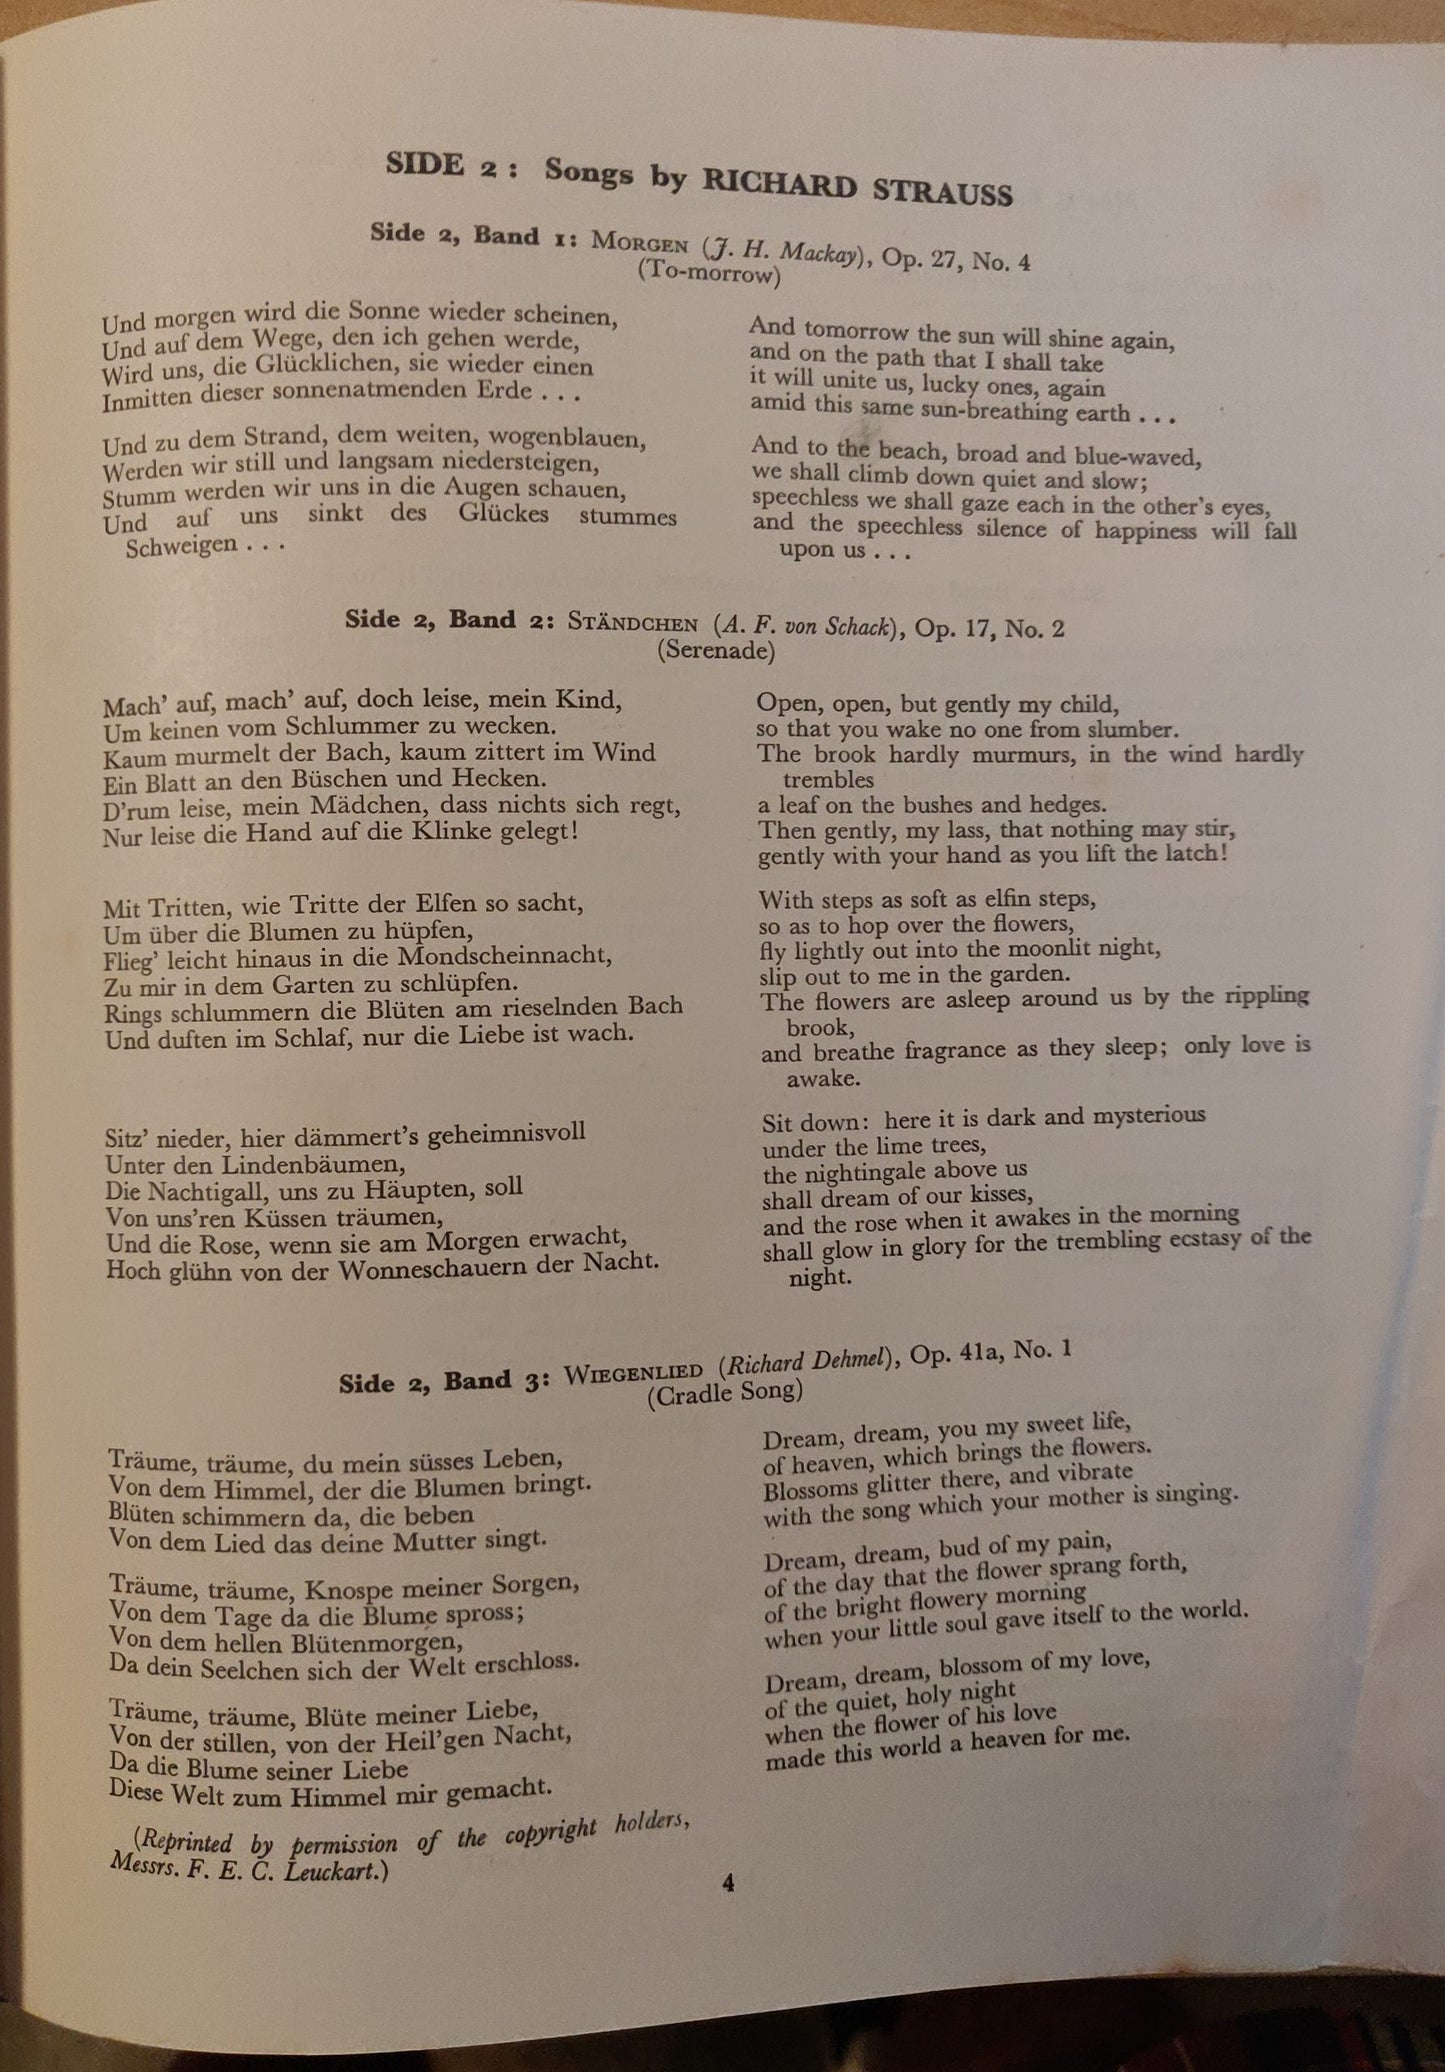 SIDE 2 : Songs by RICHARD STRAUSS
Side 2, Band 1: MORGEN (J. H. Mackay), Op. 27, No. 4
(To-morrow)
Und morgen wird die Sonne wieder scheinen,
Und auf dem Wege, den ich gehen werde,
Wird uns, die Glücklichen, sie wieder einen
Inmitten dieser sonnenatmenden Erde . . .
Und zu dem Strand, dem weiten, wogenblauen,
Werden wir still und langsam niedersteigen,
Stumm werden wir uns in die Augen schauen,
Und auf uns sinkt des Glückes stummes
Schweigen . . .
And tomorrow the sun will shine again,
and on the path that I shall take
it will unite us, lucky ones, again
amid this same sun-breathing earth . . .
And to the beach, broad and blue-waved,
we shall climb down quiet and slow;
speechless we shall gaze each in the other's eyes,
and the speechless silence of happiness will fall
upon us . . .
Side 2, Band 2: STÄNDCHEN (A. F. von Schack), Op. 17, No. 2
(Serenade)
Mach' auf, mach' auf, doch leise, mein Kind,
Um keinen vom Schlummer zu wecken.
Kaum murmelt der Bach, kaum zittert im Wind
Ein Blatt an den Büschen und Hecken.
D'rum leise, mein Mädchen, dass nichts sich regt,
Nur leise die Hand auf die Klinke gelegt!
Mit Tritten, wie Tritte der Elfen so sacht,
Um über die Blumen zu hüpfen,
Flieg' leicht hinaus in die Mondscheinnacht,
Zu mir in dem Garten zu schlüpfen.
Rings schlummern die Blüten am rieselnden Bach
Und duften im Schlaf, nur die Liebe ist wach.
Sitz' nieder, hier dämmert's geheimnisvoll
Unter den Lindenbäumen,
Die Nachtigall, uns zu Häupten, soll
Von uns'ren Küssen träumen,
Und die Rose, wenn sie am Morgen erwacht,
Hoch glühn von der Wonneschauern der Nacht.
Open, open, but gently my child,
so that you wake no one from slumber.
The brook hardly murmurs, in the wind hardly
trembles
a leaf on the bushes and hedges.
Then gently, my lass, that nothing may stir,
gently with your hand as you lift the latch!
With steps as soft as elfin steps,
so as to hop over the flowers,
fly lightly out into the moonlit night,
slip out to me in the garden.
The flowers are asleep around us by the rippling
brook,
and breathe fragrance as they sleep; only love is
awake.
Sit down: here it is dark and mysterious
under the lime trees,
the nightingale above us
shall dream of our kisses,
and the rose when it awakes in the morning
shall glow in glory for the trembling ecstasy of the
night.
Side 2, Band 3: WIEGENLIED (Richard Dehmel), Op. 41a, No. 1
(Cradle Song)
Träume, träume, du mein süsses Leben,
Von dem Himmel, der die Blumen bringt.
Blüten schimmern da, die beben
Von dem Lied das deine Mutter singt.
Träume, träume, Knospe meiner Sorgen,
Von dem Tage da die Blume spross;
Von dem hellen Blütenmorgen,
Da dein Seelchen sich der Welt erschloss.
Träume, träume, Blüte meiner Liebe,
Von der stillen, von der Heil'gen Nacht,
Da die Blume seiner Liebe
Diese Welt zum Himmel mir gemacht.
(Reprinted by permission of the copyright holders,
Messrs. F. E. C. Leuckart.)
Dream, dream, you my sweet life,
of heaven, which brings the flowers.
Blossoms glitter there, and vibrate
with the song which your mother is singing.
Dream, dream, bud of my pain,
of the day that the flower sprang forth,
of the bright flowery morning
when your little soul gave itself to the world.
Dream, dream, blossom of my love,
of the quiet, holy night
when the flower of his love
made this world a heaven for me.
4